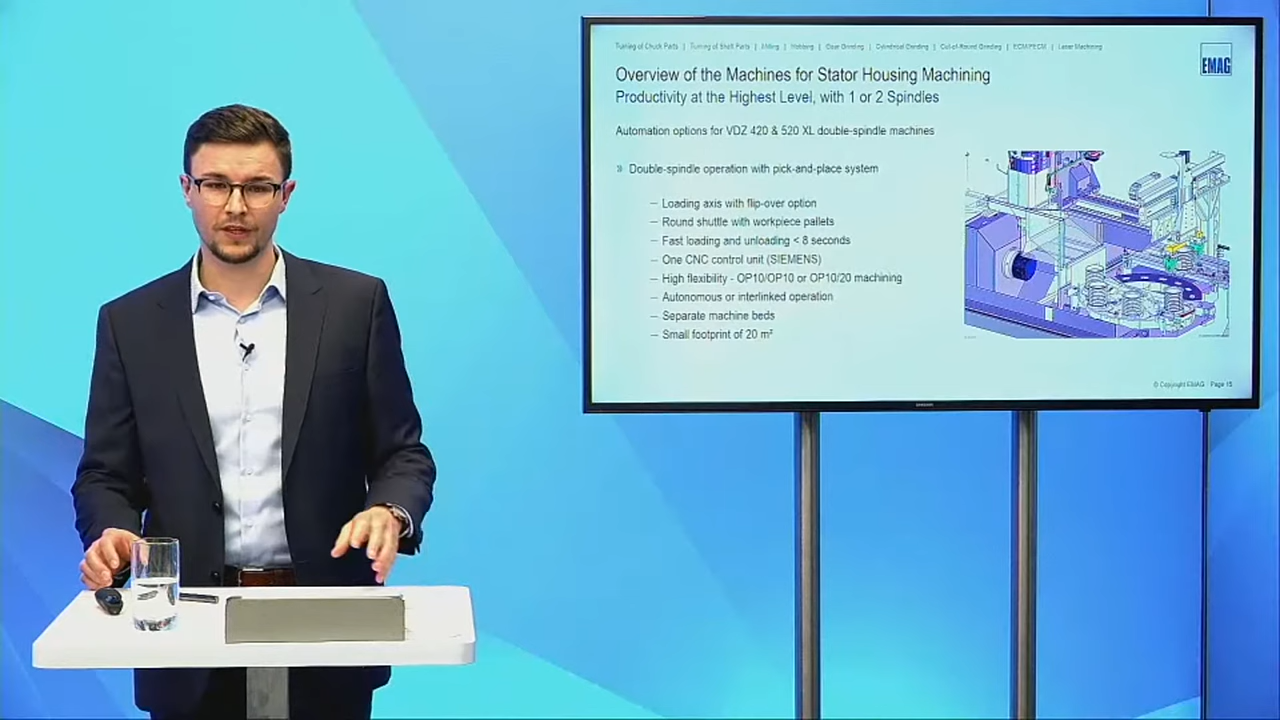 Turning of Chuck Parts | Turning of Shaft Parts | Milling | Hobbing | Gear Grinding | Cylindrical Grinding | Out-of-Round Grinding | ECM/PECM | Laser Machining
EMAG
Overview of the Machines for Stator Housing Machining
Productivity at the Highest Level, with 1 or 2 Spindles
Automation options for VDZ 420 & 520 XL double-spindle machines
» Double-spindle operation with pick-and-place system
– Loading axis with flip-over option
– Round shuttle with workpiece pallets
– Fast loading and unloading < 8 seconds
– One CNC control unit (SIEMENS)
– High flexibility - OP10/OP10 or OP10/20 machining
– Autonomous or interlinked operation
– Separate machine beds
– Small footprint of 20 m²
© Copyright EMAG | Page 15
SAMSUNG